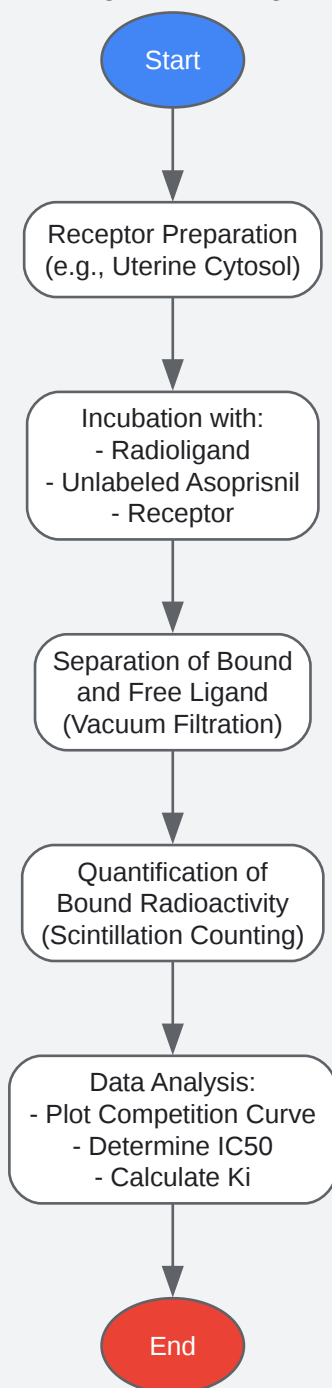 Start
Receptor Preparation
(e.g., Uterine Cytosol)
Incubation with:
- Radioligand
- Unlabeled Asoprisnil
- Receptor
Separation of Bound
and Free Ligand
(Vacuum Filtration)
Quantification of
Bound Radioactivity
(Scintillation Counting)
Data Analysis:
- Plot Competition Curve
- Determine IC50
- Calculate Ki
End